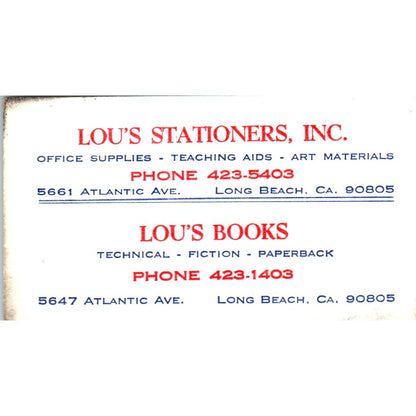 LOU'S STATIONERS, INC.
OFFICE SUPPLIES - TEACHING AIDS - ART MATERIALS
PHONE 423-5403
5661 ATLANTIC AVE. LONG BEACH, CA. 90805
LOU'S BOOKS
TECHNICAL - FICTION - PAPERBACK
PHONE 423-1403
5647 ATLANTIC AVE. LONG BEACH, CA. 90805